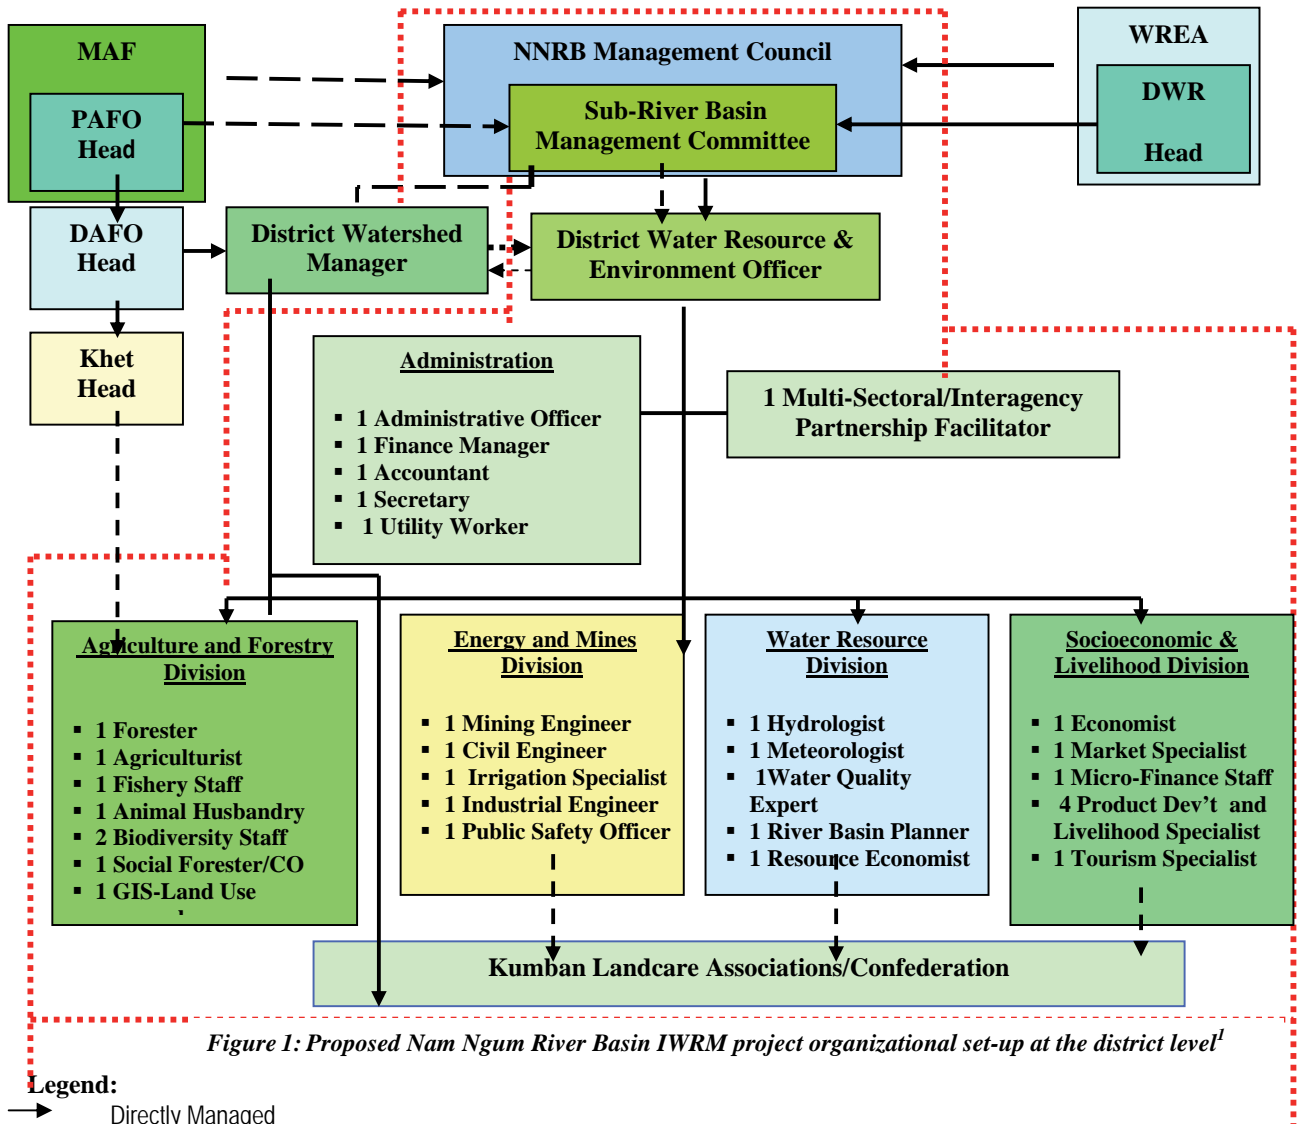 MAF
PAFO
Head
NNRB Management Council
Sub-River Basin
Management Committee
WREA
DWR
Head
DAFO
Head
District Watershed
Manager
District Water Resource &
Environment Officer
Khet
Head
Administration
▪ 1 Administrative Officer
▪ 1 Finance Manager
▪ 1 Accountant
▪ 1 Secretary
▪ 1 Utility Worker
1 Multi-Sectoral/Interagency
Partnership Facilitator
Agriculture and Forestry
Division
▪ 1 Forester
▪ 1 Agriculturist
▪ 1 Fishery Staff
▪ 1 Animal Husbandry
▪ 2 Biodiversity Staff
▪ 1 Social Forester/CO
▪ 1 GIS-Land Use
Energy and Mines
Division
▪ 1 Mining Engineer
▪ 1 Civil Engineer
▪ 1 Irrigation Specialist
▪ 1 Industrial Engineer
▪ 1 Public Safety Officer
Water Resource
Division
▪ 1 Hydrologist
▪ 1 Meteorologist
▪ 1Water Quality
Expert
▪ 1 River Basin Planner
▪ 1 Resource Economist
Socioeconomic &
Livelihood Division
▪ 1 Economist
▪ 1 Market Specialist
▪ 1 Micro-Finance Staff
▪ 4 Product Dev't and
Livelihood Specialist
▪ 1 Tourism Specialist
Kumban Landcare Associations/Confederation
Figure 1: Proposed Nam Ngum River Basin IWRM project organizational set-up at the district level1
Legend:
Directly Managed